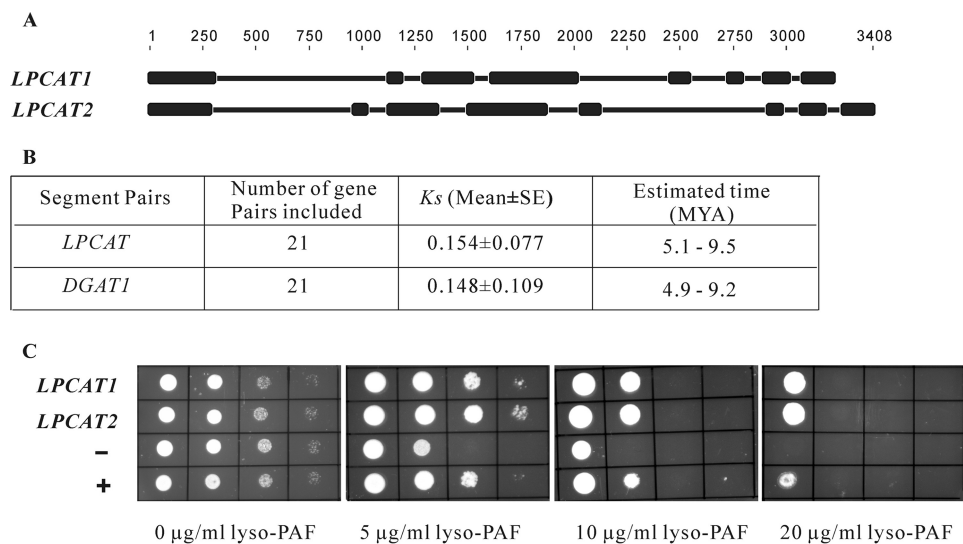 A
1 250 500 750 1000 1250 1500 1750 2000 2250 2500 2750 3000 3408
LPCAT1
LPCAT2
B
Segment Pairs
Number of gene
Pairs included
Ks (Mean±SE)
Estimated time
(MYA)
LPCAT 21 0.154±0.077 5.1 - 9.5
DGAT1 21 0.148±0.109 4.9 - 9.2
C
LPCAT1
LPCAT2
−
+
0 μg/ml lyso-PAF 5 μg/ml lyso-PAF 10 μg/ml lyso-PAF 20 μg/ml lyso-PAF